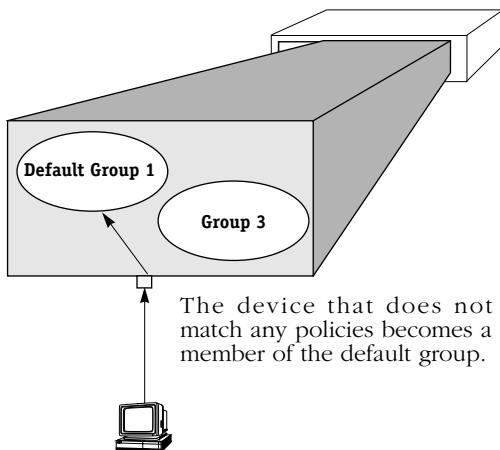 Default Group 1
Group 3
The device that does not
match any policies becomes a
member of the default group.